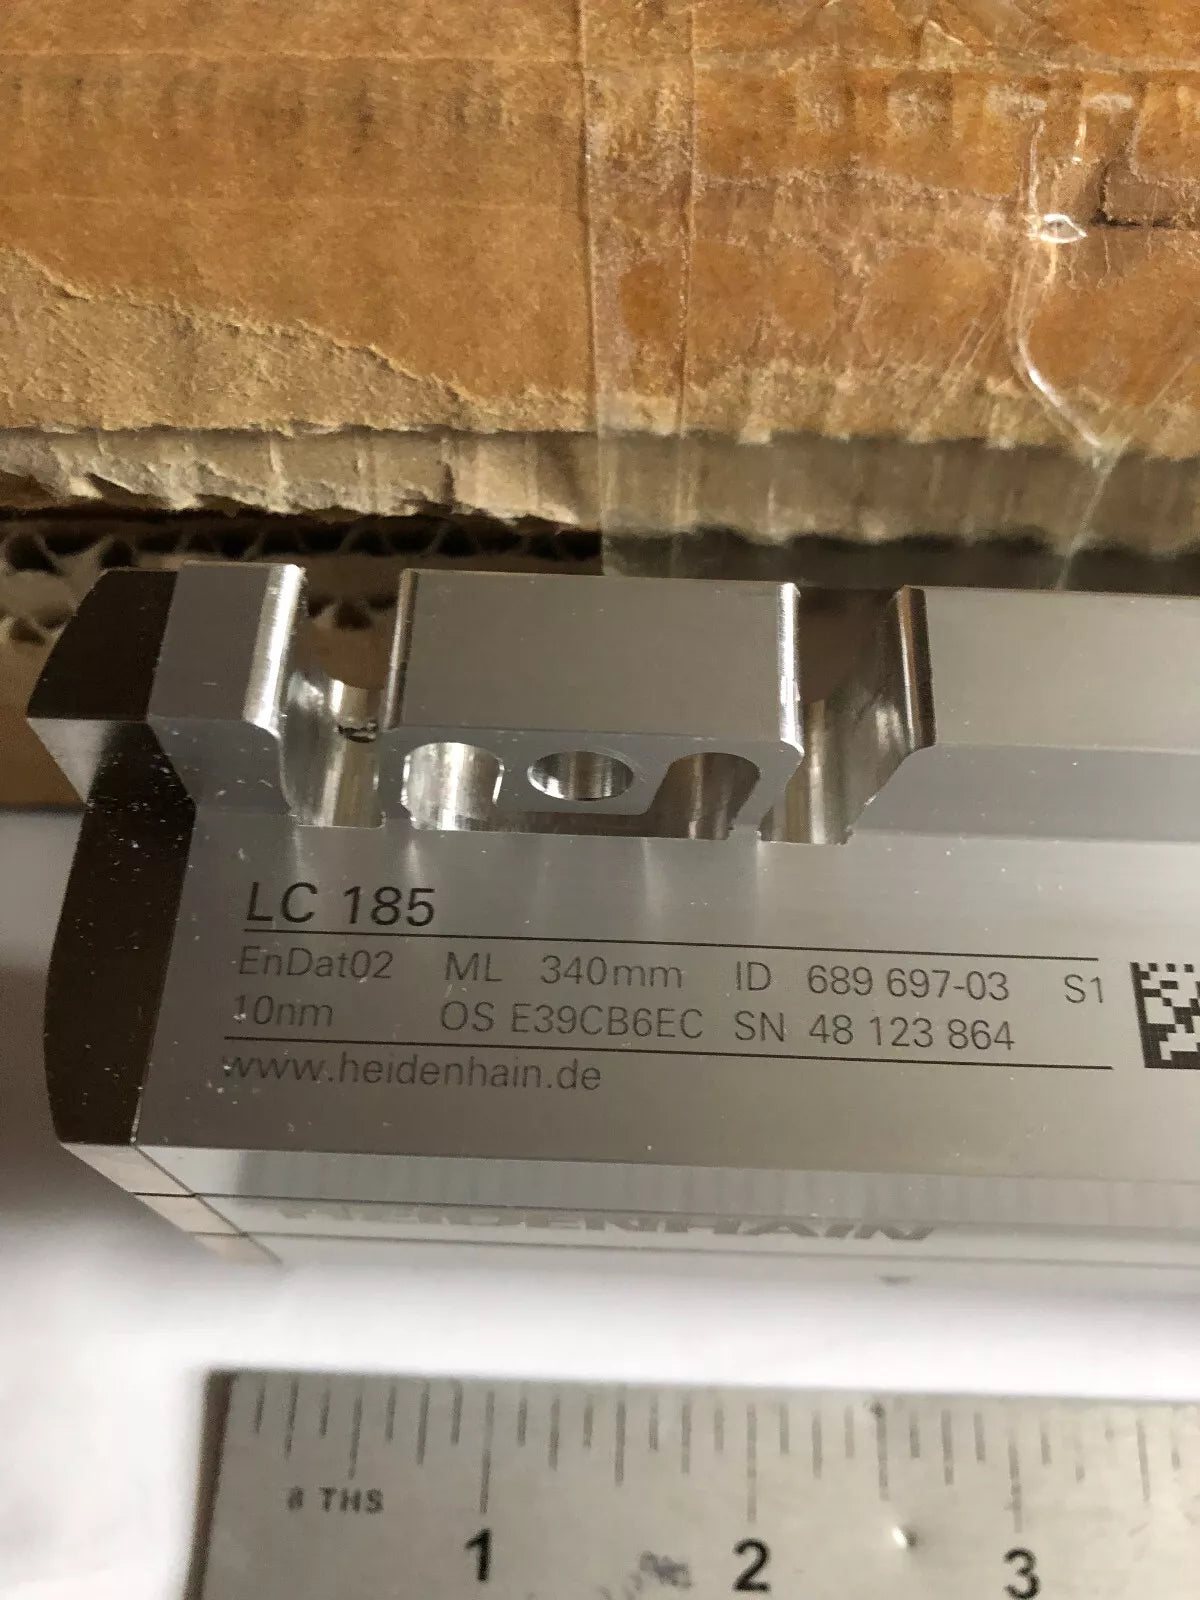 LC 185
EnDat02 ML 340mm ID 689 697-03 S1
10nm OS E39CB6EC SN 48 123 864
www.heidenhain.de
HEIDENHAIN
8 THS
1 2 3